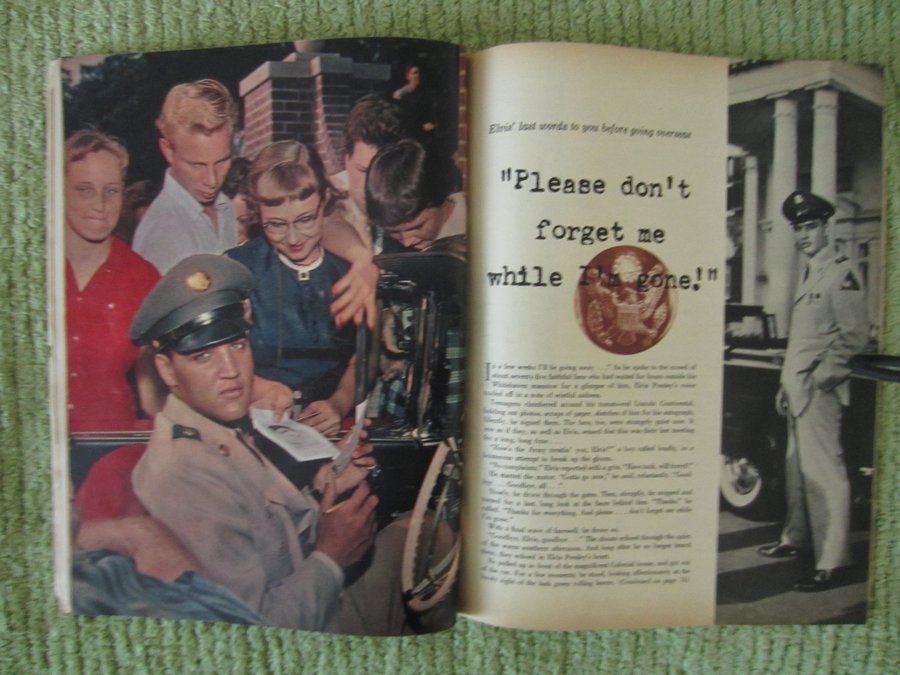 Elvis' last words to you before going overseas
"Please don't
forget me
while I'm gone!"
In a few weeks I'll be going away . . ." As he spoke to the crowd of
about seventy-five faithful fans who had waited for hours outside his
Whitehaven mansion for a glimpse of him, Elvis Presley's voice
trailed off in a note of wistful sadness.
Teenagers clambered around his turnaround Lincoln Continental,
holding out photos, scraps of paper, sketches of him for his autograph.
Silently, he signed them. The fans, too, were strangely quiet now. It
was as if they, as well as Elvis, sensed that this was their last meeting
for a long, long time.
"How's the Army treatin' you, Elvis?" a boy called loudly, in a
boisterous attempt to break up the gloom.
"No complaints," Elvis reported with a grin. "Have tank, will travel!"
He started the motor. "Gotta go now," he said, reluctantly. "Good-
bye . . . Goodbye, all . . ."
Slowly, he drove through the gates. Then, abruptly, he stopped and
turned for a last, long look at the faces behind him. "Thanks," he
called. "Thanks for everything. And please . . . don't forget me while
I'm gone."
With a final wave of farewell, he drove on.
"Goodbye, Elvis, goodbye. . . ." The shouts echoed through the quiet
of the warm southern afternoon. And long after he no longer heard
them, they echoed in Elvis Presley's heart.
He pulled up in front of the magnificent Colonial house, and got out
of the car. For a few moments, he stood, looking affectionately at the
lovely sight of the lush green rolling lawns. (Continued on page